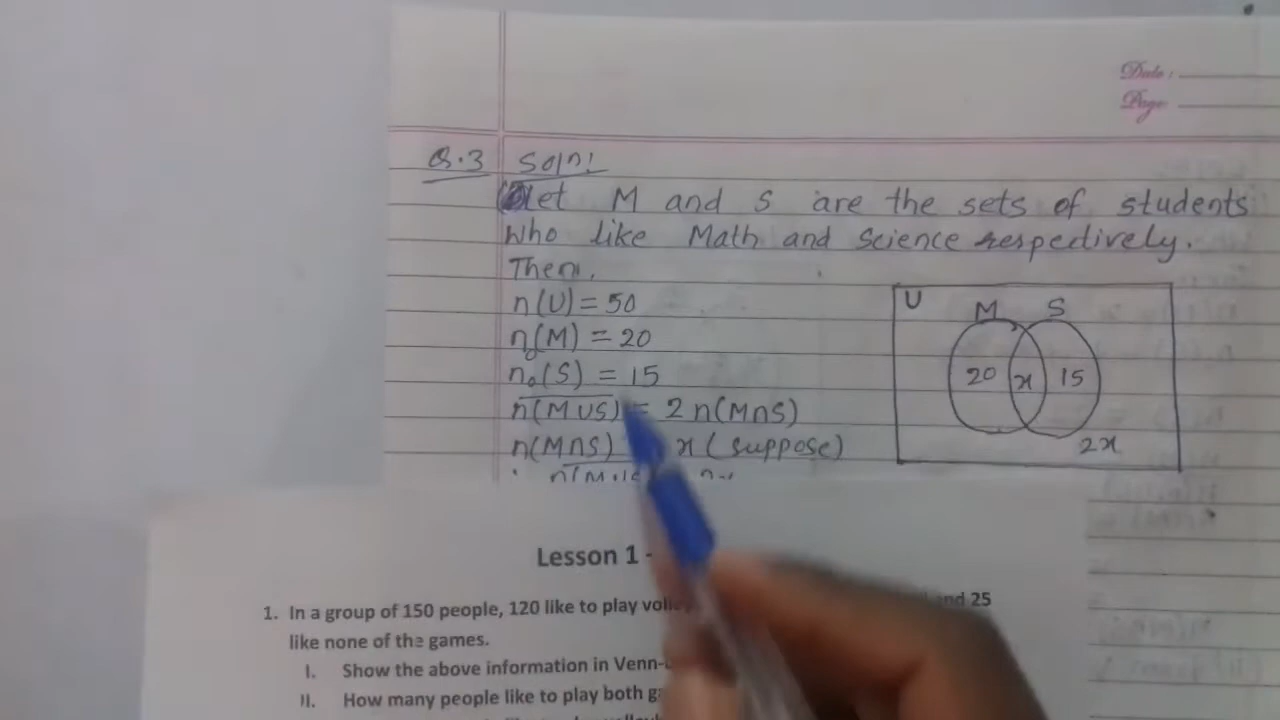 Date:
Page:
Q.3 Soln:
Let M and S are the sets of students
who like Math and Science respectively.
Then,
n(U) = 50
n₀(M) = 20
n₀(S) = 15
n(M∪S) = 2 n(M∩S)
n(M∩S) x (suppose)
U
M S
20 x 15
2x
Lesson 1 -
1. In a group of 150 people, 120 like to play and 25
like none of the games.
I. Show the above information in
II. How many people like to play both